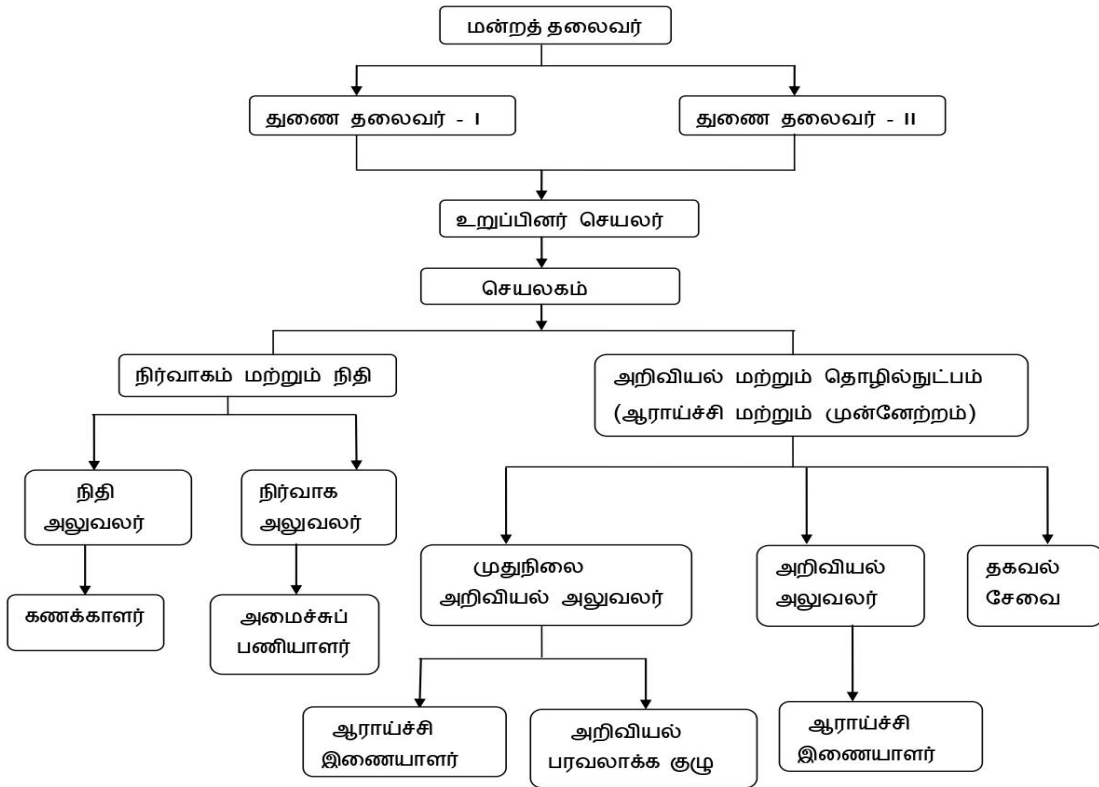 மன்றத் தலைவர்
துணை தலைவர் - I
துணை தலைவர் - II
உறுப்பினர் செயலர்
செயலகம்
நிர்வாகம் மற்றும் நிதி
அறிவியல் மற்றும் தொழில்நுட்பம்
(ஆராய்ச்சி மற்றும் முன்னேற்றம்)
நிதி
அலுவலர்
நிர்வாக
அலுவலர்
முதுநிலை
அறிவியல் அலுவலர்
அறிவியல்
அலுவலர்
தகவல்
சேவை
கணக்காளர்
அமைச்சுப்
பணியாளர்
ஆராய்ச்சி
இணையாளர்
அறிவியல்
பரவலாக்க குழு
ஆராய்ச்சி
இணையாளர்